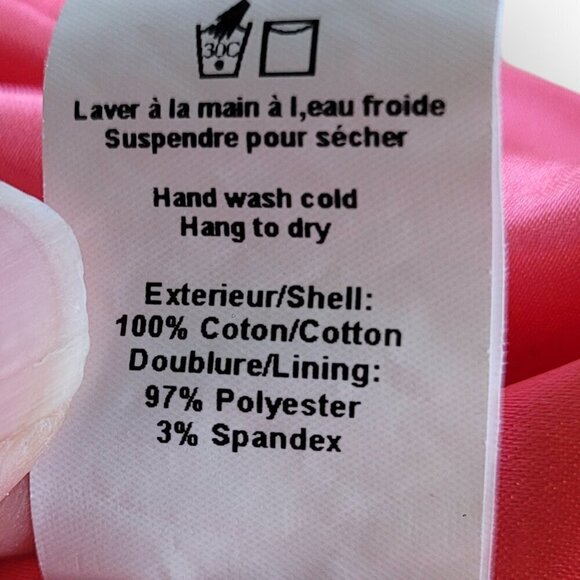 30C
Laver à la main à l,eau froide
Suspendre pour sécher
Hand wash cold
Hang to dry
Exterieur/Shell:
100% Coton/Cotton
Doublure/Lining:
97% Polyester
3% Spandex